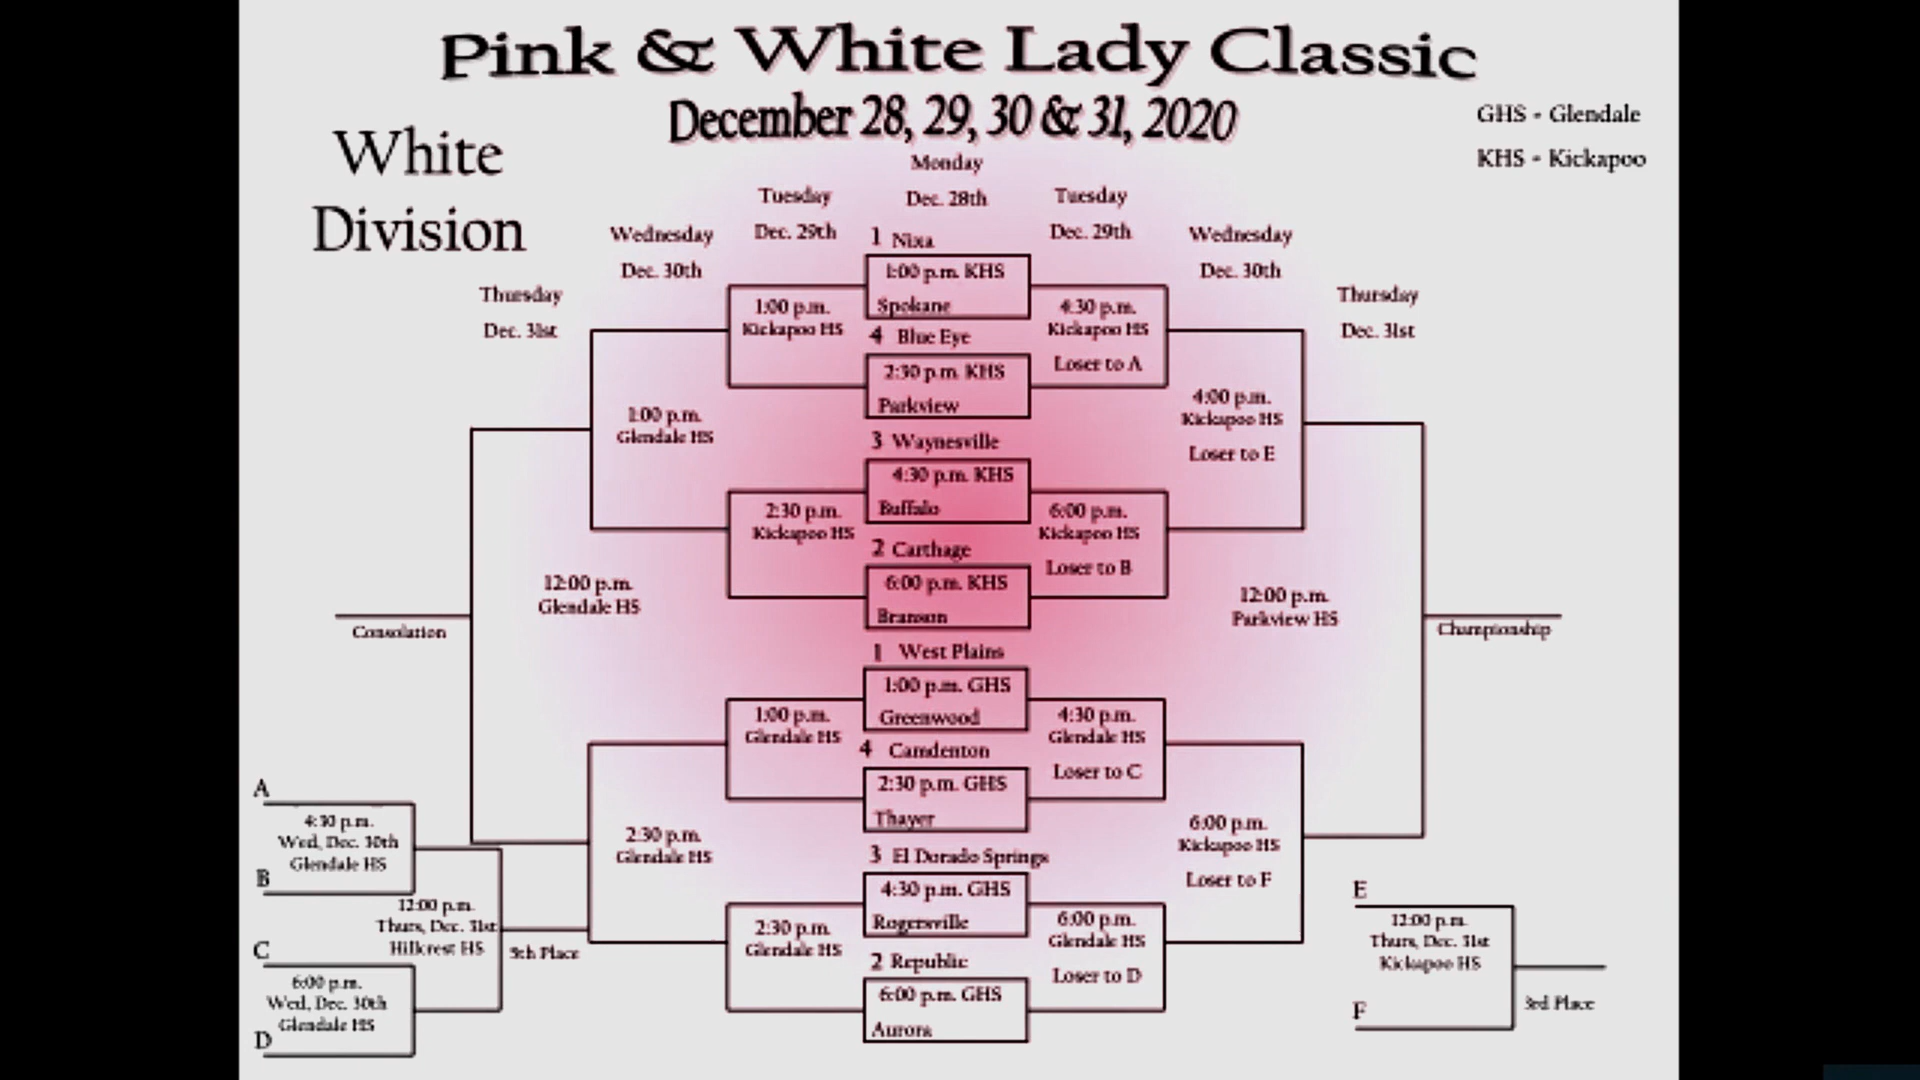 Pink & White Lady Classic
December 28, 29, 30 & 31, 2020
White
Division
GHS - Glendale
KHS - Kickapoo
Monday
Dec. 28th
Tuesday
Dec. 29th
Tuesday
Dec. 29th
Wednesday
Dec. 30th
Wednesday
Dec. 30th
Thursday
Dec. 31st
Thursday
Dec. 31st
1 Nixa
1:00 p.m. KHS
Spokane
4 Blue Eye
2:30 p.m. KHS
Parkview
3 Waynesville
4:30 p.m. KHS
Buffalo
2 Carthage
6:00 p.m. KHS
Branson
1 West Plains
1:00 p.m. GHS
Greenwood
4 Camdenton
2:30 p.m. GHS
Thayer
3 El Dorado Springs
4:30 p.m. GHS
Rogersville
2 Republic
6:00 p.m. GHS
Aurora
1:00 p.m.
Kickapoo HS
2:30 p.m.
Kickapoo HS
1:00 p.m.
Glendale HS
2:30 p.m.
Glendale HS
1:00 p.m.
Glendale HS
2:30 p.m.
Glendale HS
12:00 p.m.
Glendale HS
Consolation
4:30 p.m.
Kickapoo HS
Loser to A
6:00 p.m.
Kickapoo HS
Loser to B
4:30 p.m.
Glendale HS
Loser to C
6:00 p.m.
Glendale HS
Loser to D
4:00 p.m.
Kickapoo HS
Loser to E
6:00 p.m.
Kickapoo HS
Loser to F
12:00 p.m.
Parkview HS
Championship
A
4:30 p.m.
Wed, Dec. 30th
Glendale HS
B
12:00 p.m.
Thurs, Dec. 31st
Hillcrest HS
5th Place
C
6:00 p.m.
Wed, Dec. 30th
Glendale HS
D
E
12:00 p.m.
Thurs, Dec. 31st
Kickapoo HS
F
3rd Place